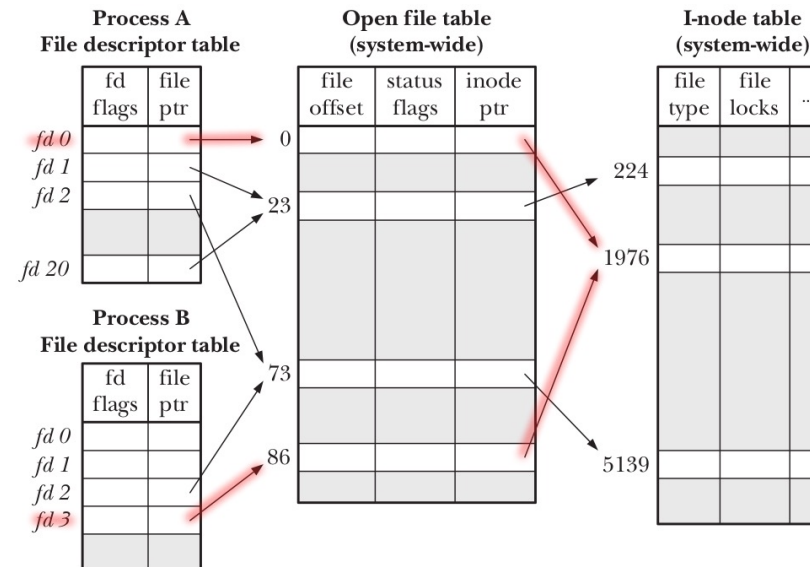 Process A
File descriptor table
fd flags
file ptr
fd 0
fd 1
fd 2
fd 20
Process B
File descriptor table
fd flags
file ptr
fd 0
fd 1
fd 2
fd 3
Open file table
(system-wide)
file offset
status flags
inode ptr
0
23
73
86
I-node table
(system-wide)
file type
file locks
..
224
1976
5139